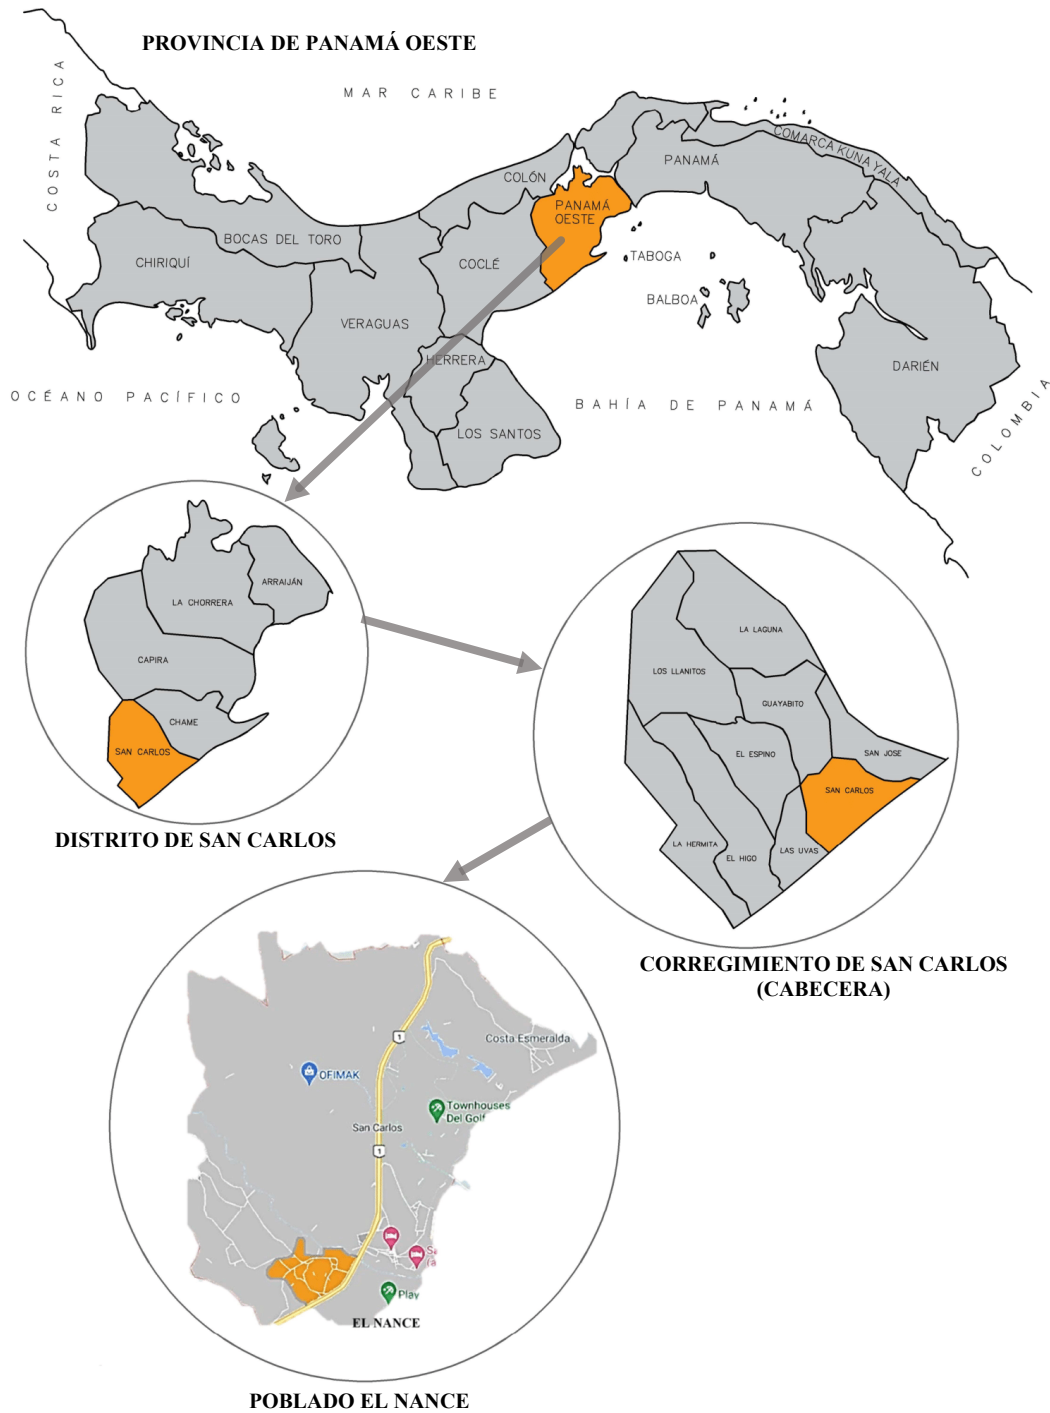 PROVINCIA DE PANAMÁ OESTE
MAR CARIBE
COSTA RICA
COMARCA KUNA YALA
PANAMÁ
COLÓN
PANAMÁ
OESTE
BOCAS DEL TORO
CHIRIQUÍ
COCLÉ
TABOGA
BALBOA
VERAGUAS
HERRERA
DARIÉN
OCÉANO PACÍFICO
BAHÍA DE PANAMÁ
LOS SANTOS
COLOMBIA
ARRAIJÁN
LA CHORRERA
CAPIRA
CHAME
SAN CARLOS
DISTRITO DE SAN CARLOS
LA LAGUNA
LOS LLANITOS
GUAYABITO
EL ESPINO
SAN JOSE
SAN CARLOS
LA HERMITA
EL HIGO
LAS UVAS
CORREGIMIENTO DE SAN CARLOS
(CABECERA)
1
Costa Esmeralda
OFIMAK
Townhouses
Del Golf
San Carlos
1
S
(a
Play
EL NANCE
POBLADO EL NANCE